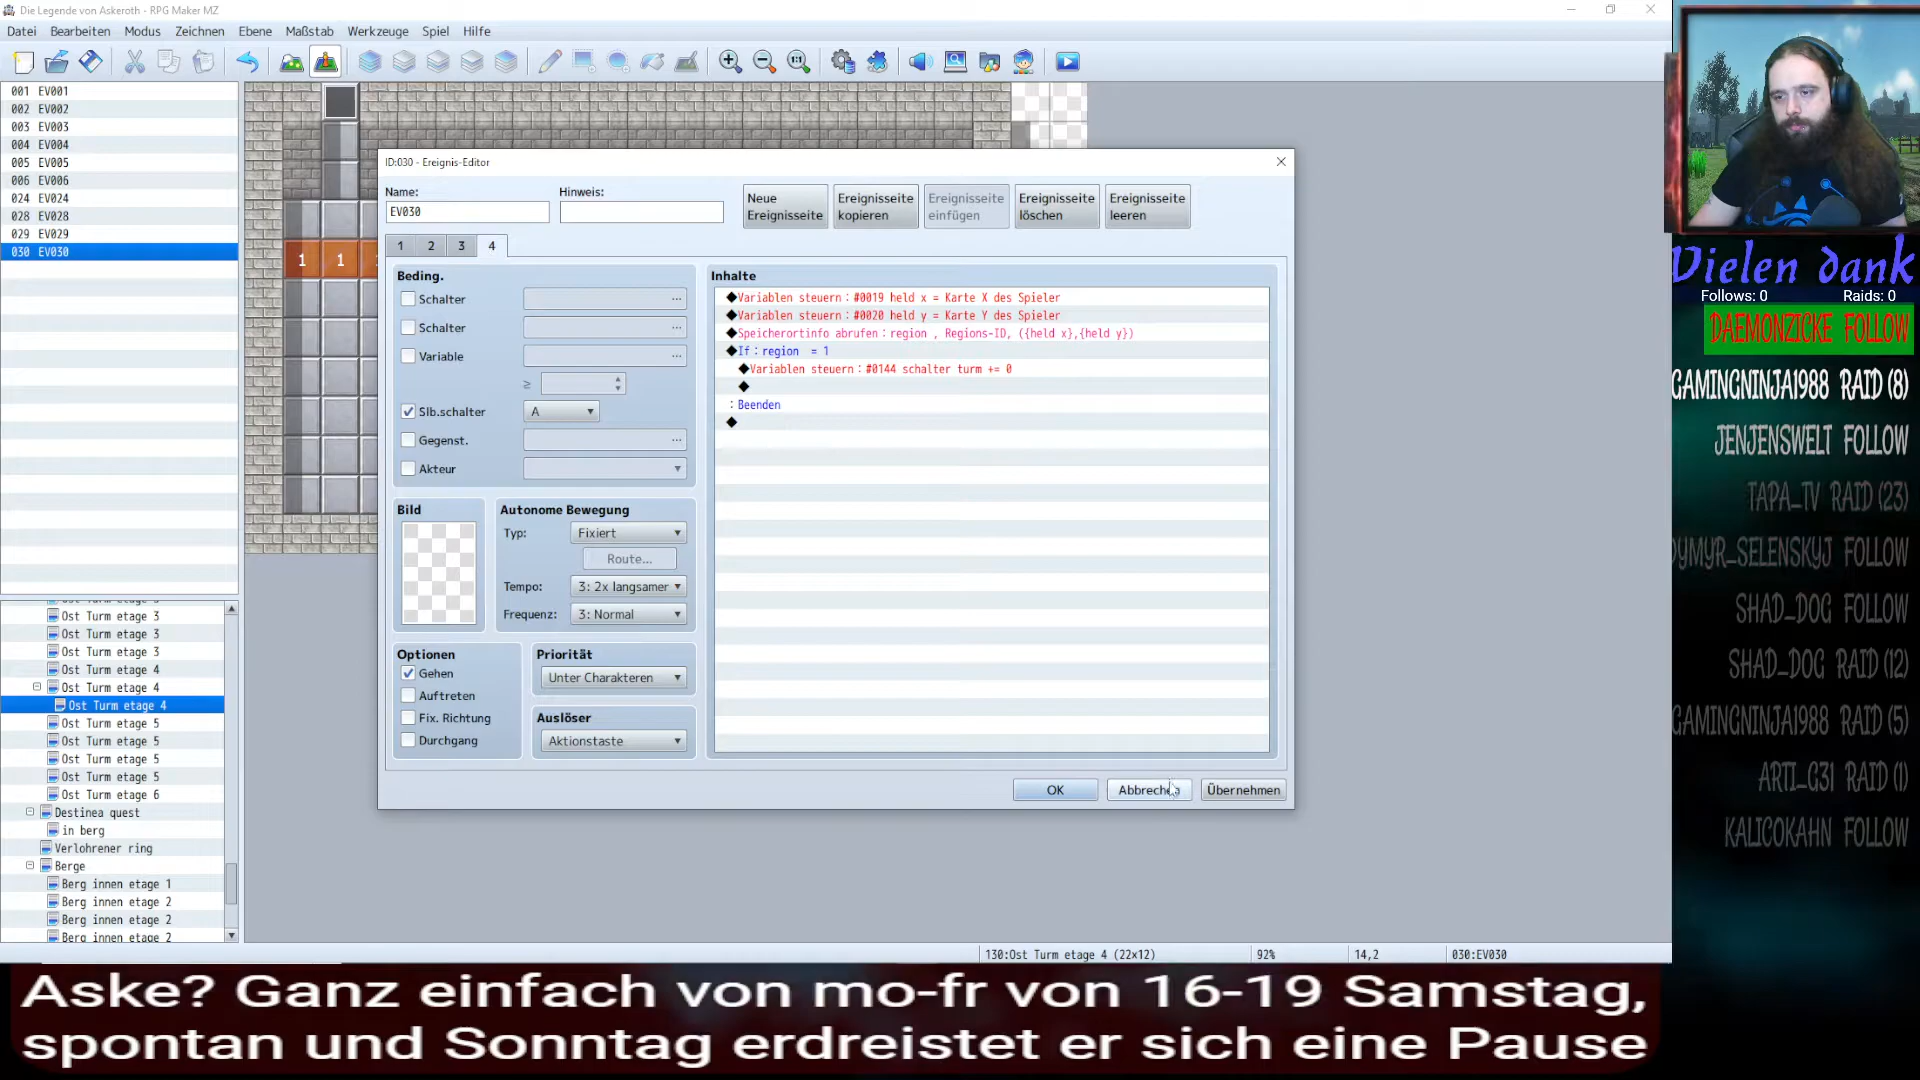 Die Legende von Askeroth - RPG Maker MZ
Datei Bearbeiten Modus Zeichnen Ebene Maßstab Werkzeuge Spiel Hilfe
001 EV001
002 EV002
003 EV003
004 EV004
005 EV005
006 EV006
024 EV024
028 EV028
029 EV029
030 EV030
1 1 1
ID:030 - Ereignis-Editor
Name:
EV030
Hinweis:
Neue Ereignisseite
Ereignisseite kopieren
Ereignisseite einfügen
Ereignisseite löschen
Ereignisseite leeren
1 2 3 4
Beding.
Schalter
Schalter
Variable
≥
Slb.schalter A
Gegenst.
Akteur
Bild
Autonome Bewegung
Typ: Fixiert
Route...
Tempo: 3: 2x langsamer
Frequenz: 3: Normal
Optionen
Gehen
Auftreten
Fix. Richtung
Durchgang
Priorität
Unter Charakteren
Auslöser
Aktionstaste
Inhalte
◆Variablen steuern：#0019 held x = Karte X des Spieler
◆Variablen steuern：#0020 held y = Karte Y des Spieler
◆Speicherortinfo abrufen：region , Regions-ID, ({held x},{held y})
◆If：region = 1
◆Variablen steuern：#0144 schalter turm += 0
◆
：Beenden
◆
OK Abbrechen Übernehmen
Ost Turm etage 3
Ost Turm etage 3
Ost Turm etage 3
Ost Turm etage 4
Ost Turm etage 4
Ost Turm etage 4
Ost Turm etage 5
Ost Turm etage 5
Ost Turm etage 5
Ost Turm etage 5
Ost Turm etage 6
Destinea quest
in berg
Verlohrener ring
Berge
Berg innen etage 1
Berg innen etage 2
Berg innen etage 2
Berg innen etage 2
130:Ost Turm etage 4 (22x12) 92% 14,2 030:EV030
Vielen dank
Follows: 0 Raids: 0
DAEMONZICKE FOLLOW
GAMINGNINJA1988 RAID (8)
JENJENSWELT FOLLOW
TAPA_TV RAID (23)
DYMYR_SELENSKYJ FOLLOW
SHAD_DOG FOLLOW
SHAD_DOG RAID (12)
GAMINGNINJA1988 RAID (5)
ARTI_G31 RAID (1)
KALICOKAHN FOLLOW
Aske? Ganz einfach von mo-fr von 16-19 Samstag,
spontan und Sonntag erdreistet er sich eine Pause